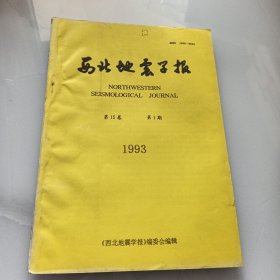 西北地震学报
NORTHWESTERN
SEISMOLOGICAL JOURNAL
第15卷 第1期
1993
《西北地震学报》编委会编辑